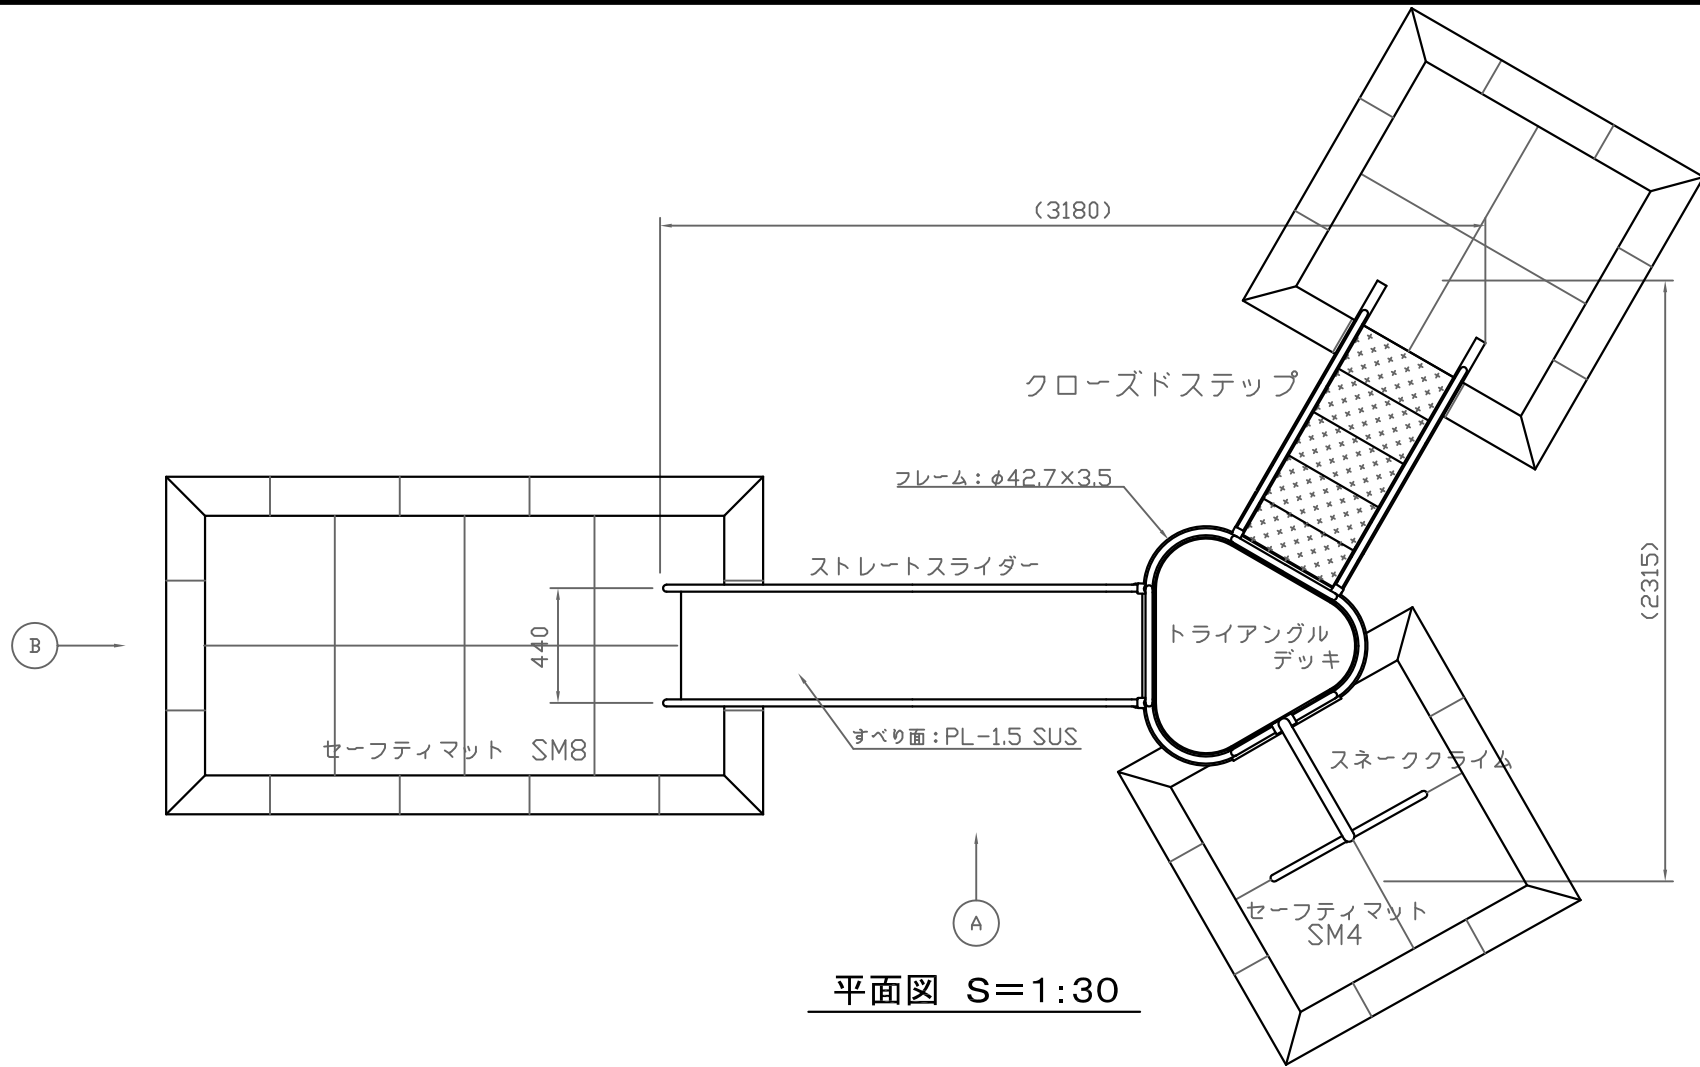 (3180)
クローズドステップ
フレーム：φ42.7×3.5
ストレートスライダー
(2315)
440
B
トライアングル
デッキ
すべり面：PL-1.5 SUS
セーフティマット SM8
スネーククライム
セーフティマット
SM4
A
平面図 S=1:30